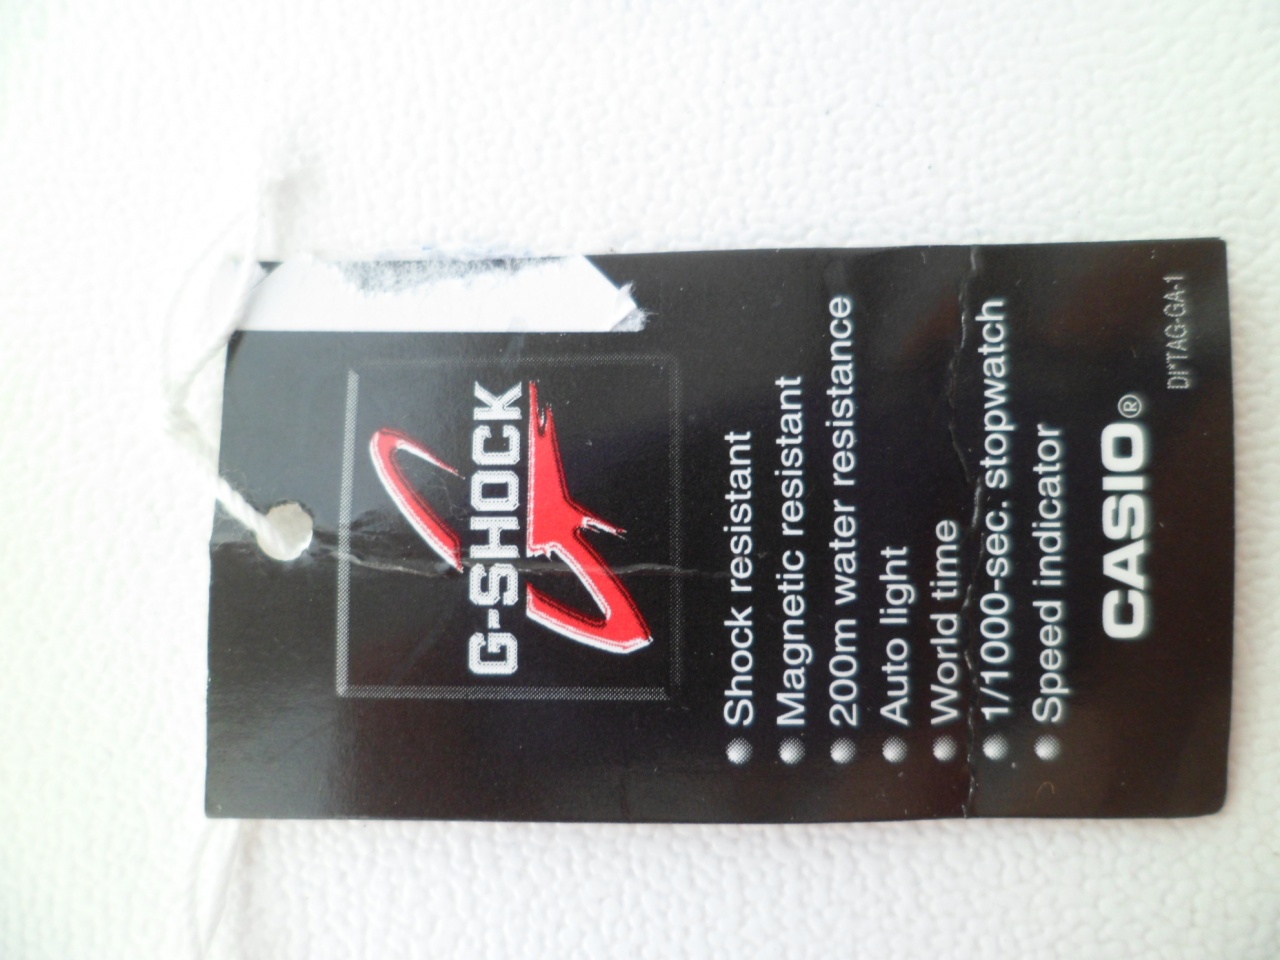 G-SHOCK
Shock resistant
Magnetic resistant
200m water resistance
Auto light
World time
1/1000-sec. stopwatch
Speed indicator
CASIO®
DI*TAG-GA-1